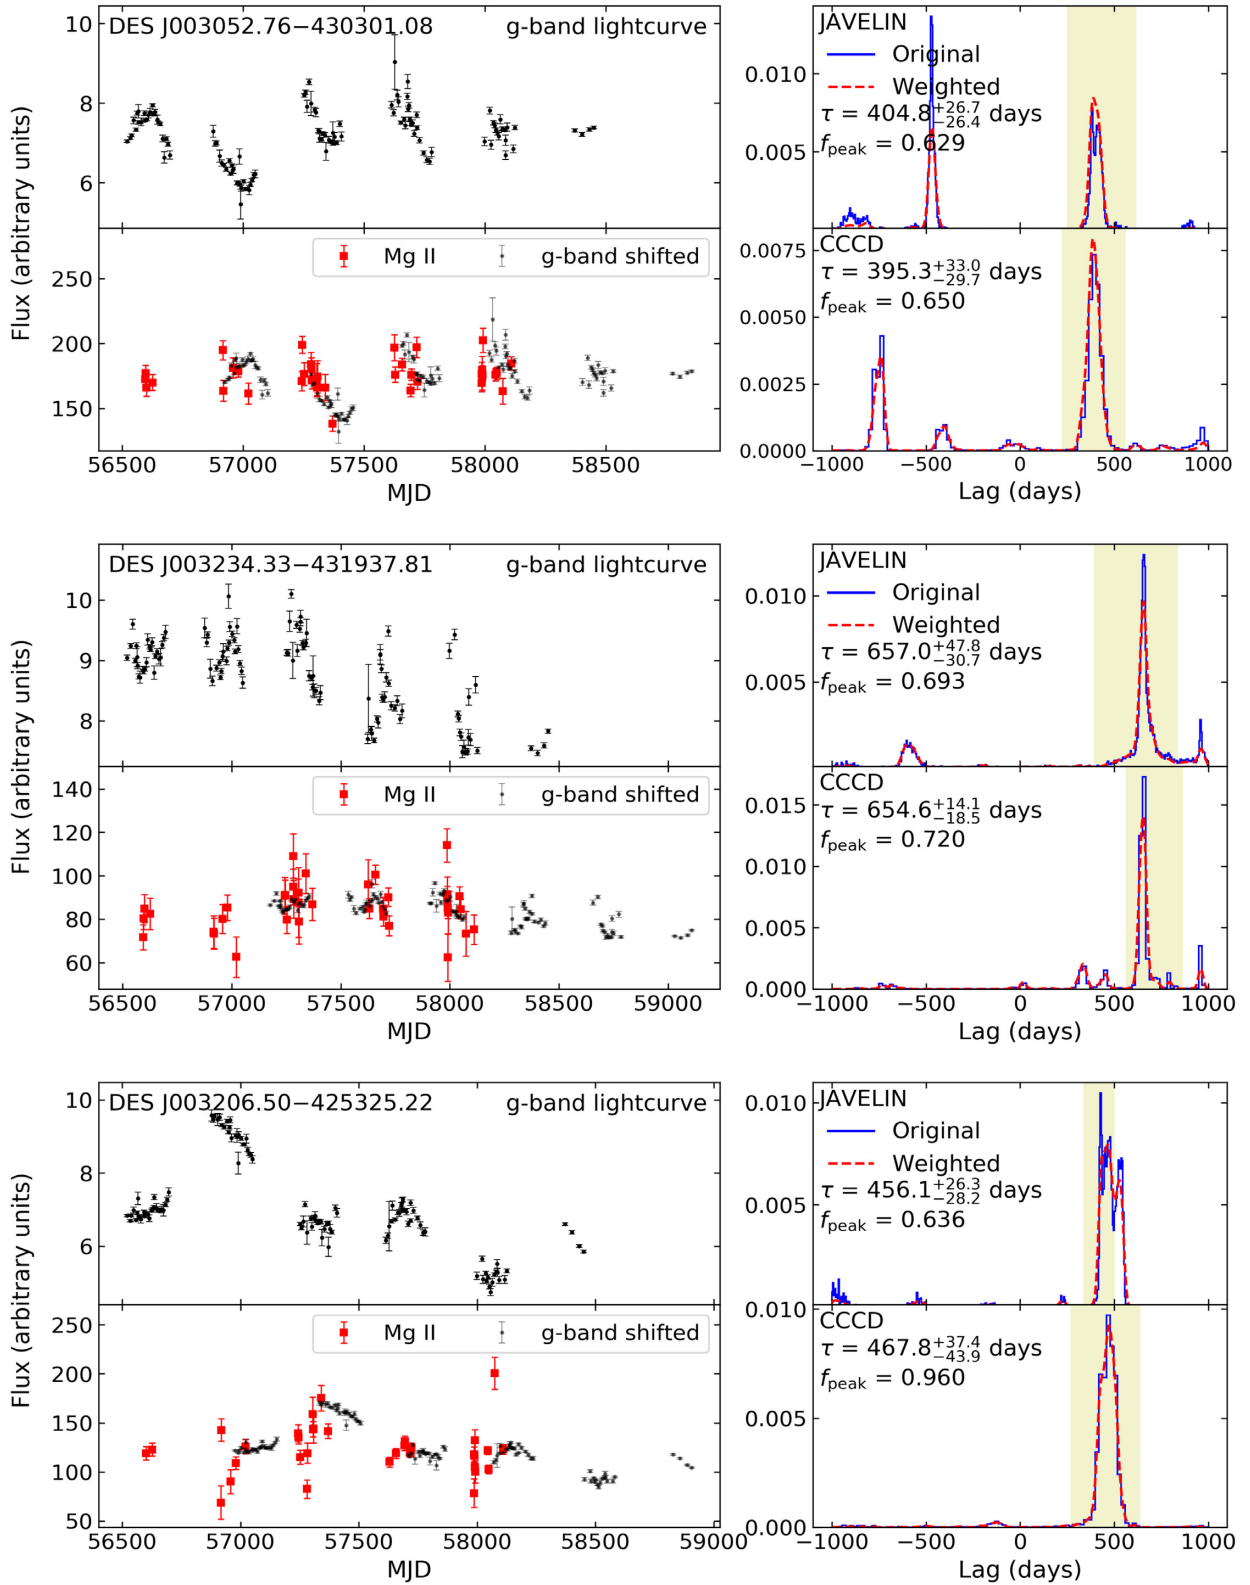 DES J003052.76−430301.08 g-band lightcurve
10
8
6
Flux (arbitrary units)
Mg II g-band shifted
250
200
150
56500 57000 57500 58000 58500
MJD
JAVELIN
Original
Weighted
τ = 404.8+26.7−26.4 days
fpeak = 0.629
0.010
0.005
CCCD
τ = 395.3+33.0−29.7 days
fpeak = 0.650
0.0075
0.0050
0.0025
0.0000
−1000 −500 0 500 1000
Lag (days)
DES J003234.33−431937.81 g-band lightcurve
10
9
8
Flux (arbitrary units)
Mg II g-band shifted
140
120
100
80
60
56500 57000 57500 58000 58500 59000
MJD
JAVELIN
Original
Weighted
τ = 657.0+47.8−30.7 days
fpeak = 0.693
0.010
0.005
CCCD
τ = 654.6+14.1−18.5 days
fpeak = 0.720
0.015
0.010
0.005
0.000
−1000 −500 0 500 1000
Lag (days)
DES J003206.50−425325.22 g-band lightcurve
10
8
6
Flux (arbitrary units)
Mg II g-band shifted
250
200
150
100
50
56500 57000 57500 58000 58500 59000
MJD
JAVELIN
Original
Weighted
τ = 456.1+26.3−28.2 days
fpeak = 0.636
0.010
0.005
CCCD
τ = 467.8+37.4−43.9 days
fpeak = 0.960
0.010
0.005
0.000
−1000 −500 0 500 1000
Lag (days)